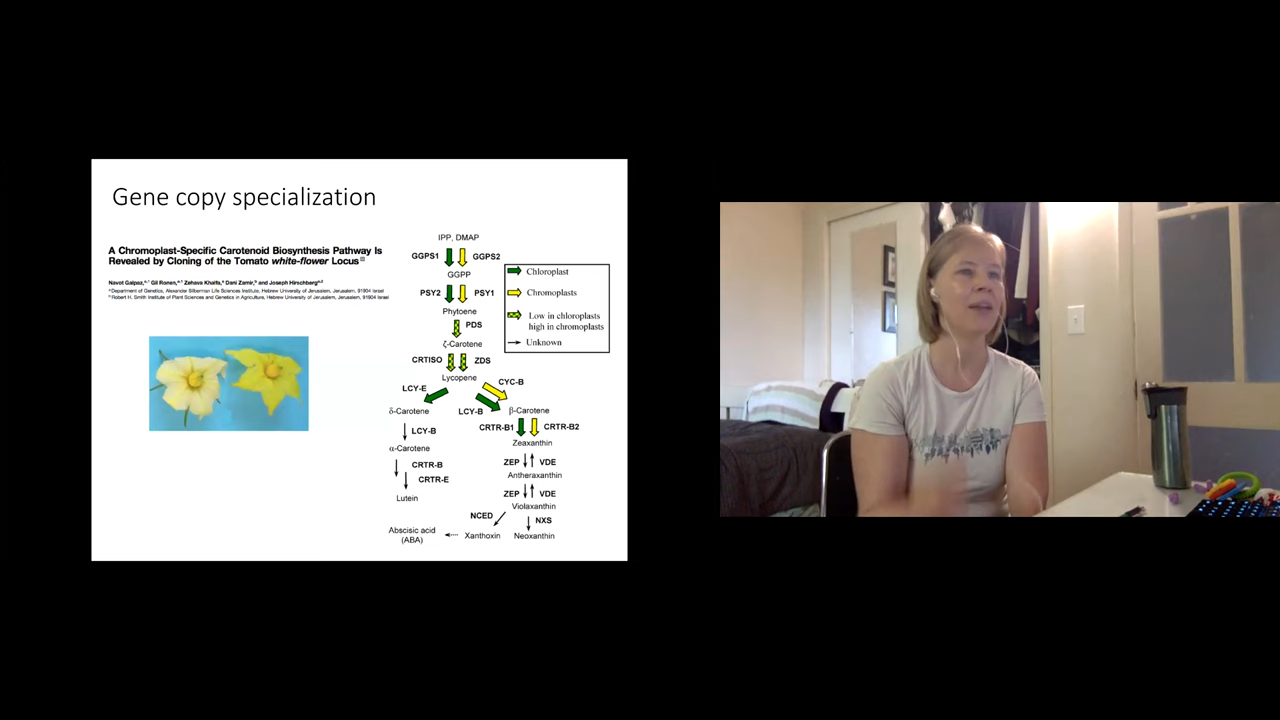 Gene copy specialization
A Chromoplast-Specific Carotenoid Biosynthesis Pathway Is
Revealed by Cloning of the Tomato white-flower Locus
Navot Galpaz,a,1 Gil Ronen,a,1 Zehava Khalfa,a Dani Zamir,b and Joseph Hirschberga,2
a Department of Genetics, Alexander Silberman Life Sciences Institute, Hebrew University of Jerusalem, Jerusalem, 91904 Israel
b Robert H. Smith Institute of Plant Sciences and Genetics in Agriculture, Hebrew University of Jerusalem, Jerusalem, 91904 Israel
IPP, DMAP
GGPS1 GGPS2
GGPP
PSY2 PSY1
Phytoene
PDS
ζ-Carotene
CRTISO ZDS
Lycopene
LCY-E CYC-B
δ-Carotene LCY-B β-Carotene
LCY-B CRTR-B1 CRTR-B2
α-Carotene Zeaxanthin
CRTR-B ZEP VDE
CRTR-E Antheraxanthin
Lutein ZEP VDE
Violaxanthin
NCED NXS
Abscisic acid
(ABA)
Xanthoxin Neoxanthin
Chloroplast
Chromoplasts
Low in chloroplasts
high in chromoplasts
Unknown